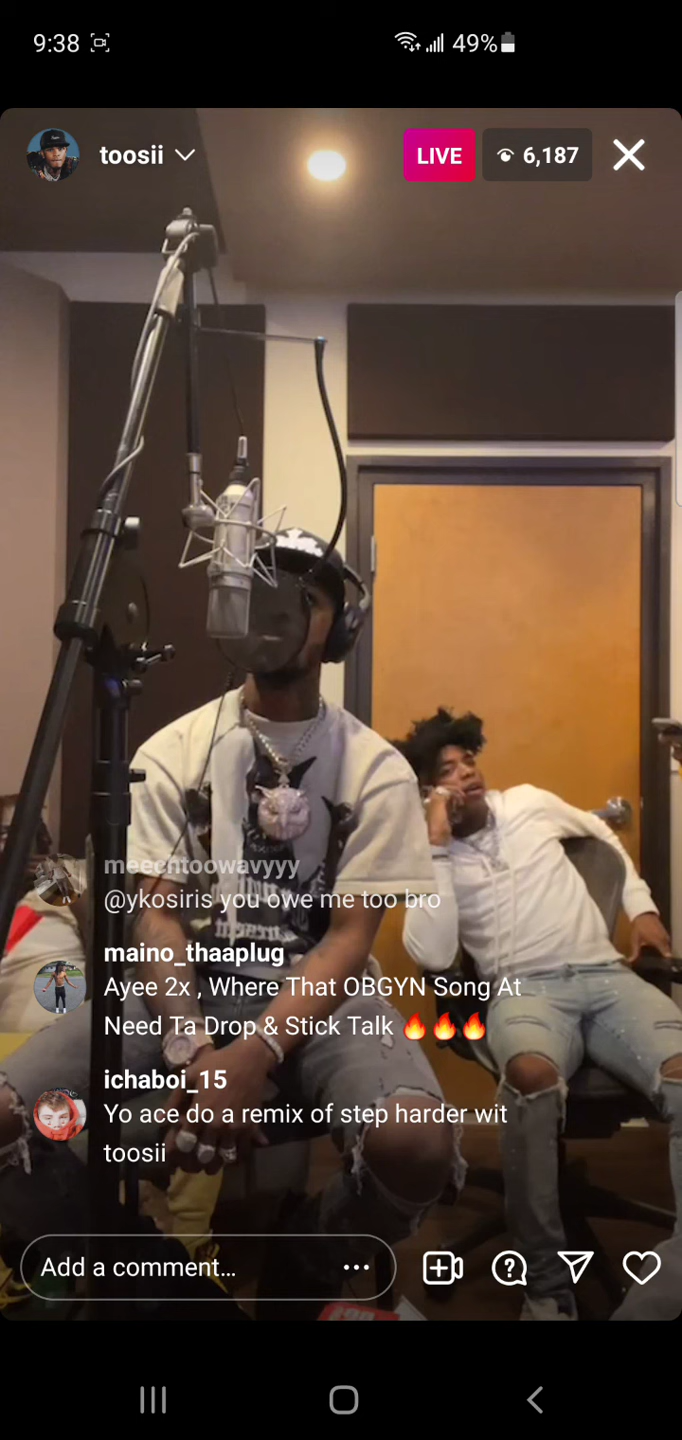 9:38
49%
toosii
LIVE
6,187
meechtoowavyyy
@ykosiris you owe me too bro
maino_thaaplug
Ayee 2x , Where That OBGYN Song At
Need Ta Drop & Stick Talk 🔥🔥🔥
ichaboi_15
Yo ace do a remix of step harder wit
toosii
Add a comment...